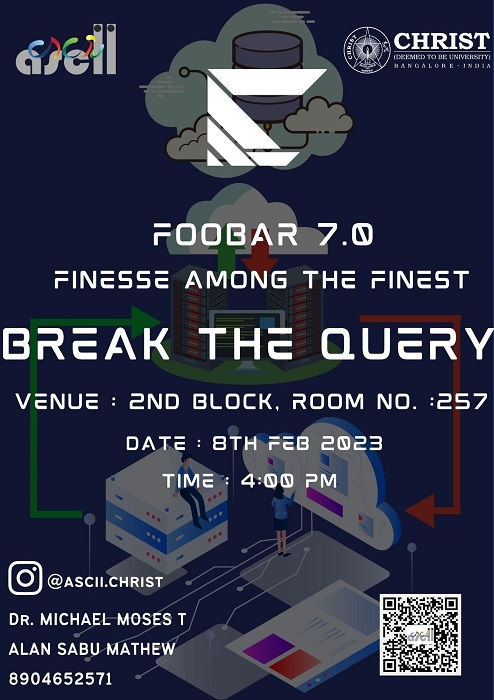 ascii
CHRIST
(DEEMED TO BE UNIVERSITY)
BANGALORE · INDIA
FOOBAR 7.0
FINESSE AMONG THE FINEST
BREAK THE QUERY
VENUE : 2ND BLOCK, ROOM NO. :257
DATE : 8TH FEB 2023
TIME : 4:00 PM
@ASCII.CHRIST
DR. MICHAEL MOSES T
ALAN SABU MATHEW
8904652571
ascii